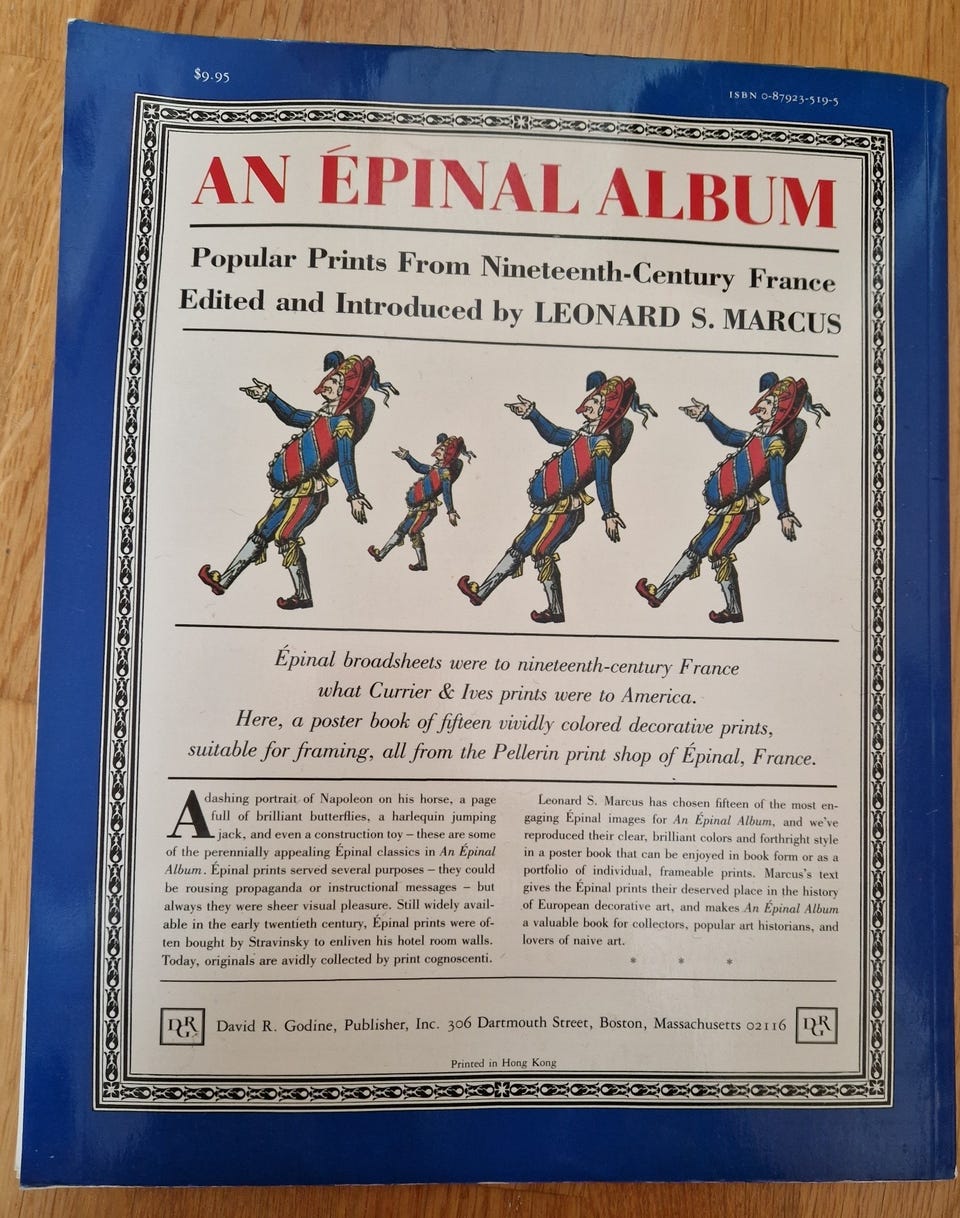 $9.95
ISBN 0-87923-519-5
AN ÉPINAL ALBUM
Popular Prints From Nineteenth-Century France
Edited and Introduced by LEONARD S. MARCUS
Épinal broadsheets were to nineteenth-century France
what Currier & Ives prints were to America.
Here, a poster book of fifteen vividly colored decorative prints,
suitable for framing, all from the Pellerin print shop of Épinal, France.
A dashing portrait of Napoleon on his horse, a page
full of brilliant butterflies, a harlequin jumping
jack, and even a construction toy – these are some
of the perennially appealing Épinal classics in An Épinal
Album. Épinal prints served several purposes – they could
be rousing propaganda or instructional messages – but
always they were sheer visual pleasure. Still widely avail-
able in the early twentieth century, Épinal prints were of-
ten bought by Stravinsky to enliven his hotel room walls.
Today, originals are avidly collected by print cognoscenti.
Leonard S. Marcus has chosen fifteen of the most en-
gaging Épinal images for An Épinal Album, and we've
reproduced their clear, brilliant colors and forthright style
in a poster book that can be enjoyed in book form or as a
portfolio of individual, frameable prints. Marcus's text
gives the Épinal prints their deserved place in the history
of European decorative art, and makes An Épinal Album
a valuable book for collectors, popular art historians, and
lovers of naive art.
* * *
DGR David R. Godine, Publisher, Inc. 306 Dartmouth Street, Boston, Massachusetts 02116 DGR
Printed in Hong Kong